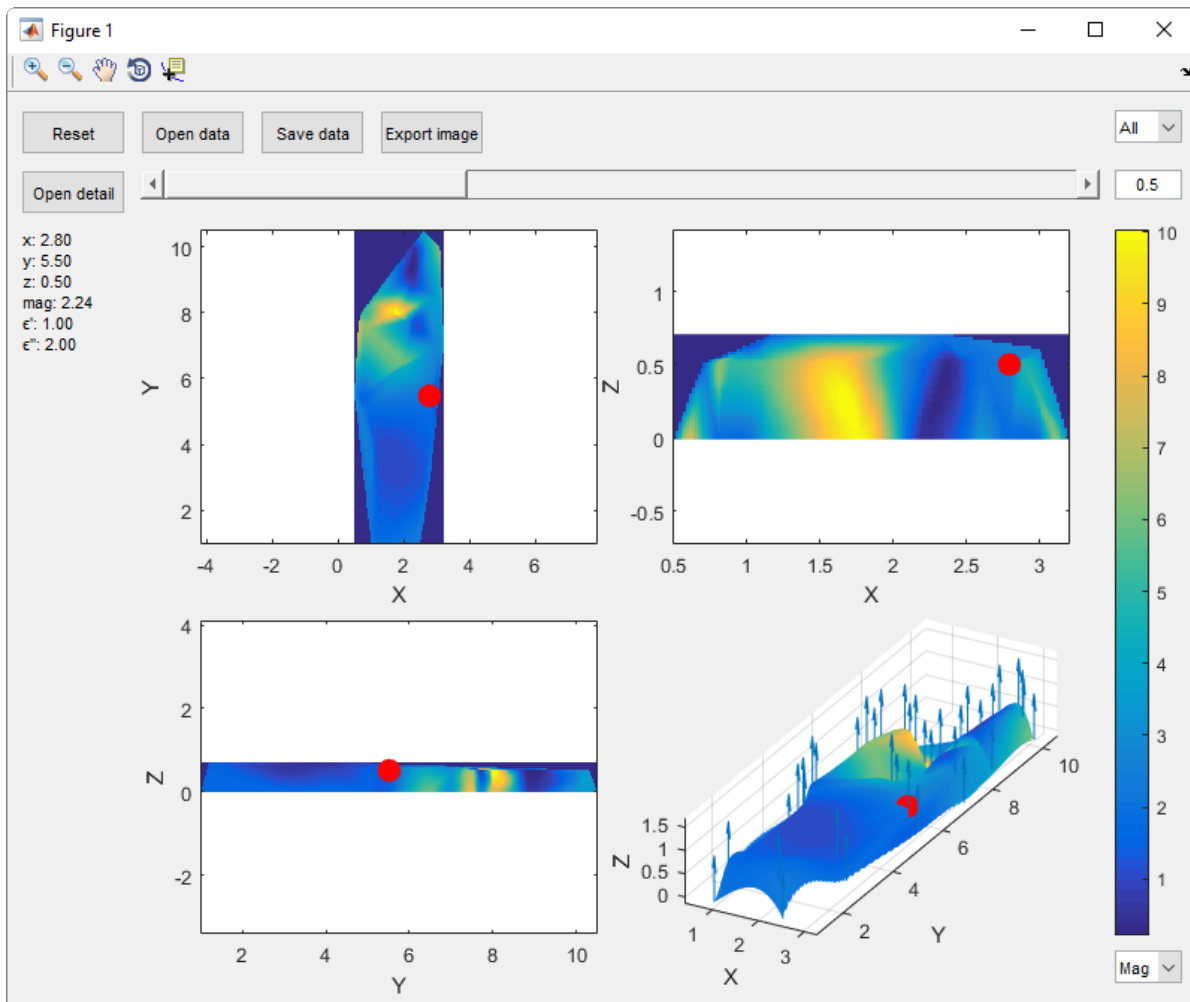 Figure 1
Reset
Open data
Save data
Export image
All
Open detail
0.5
x: 2.80
y: 5.50
z: 0.50
mag: 2.24
ϵ': 1.00
ϵ'': 2.00
10
8
6
4
2
Y
-4
-2
0
2
4
6
X
1
0.5
0
-0.5
Z
0.5
1
1.5
2
2.5
3
X
10
9
8
7
6
5
4
3
2
1
4
2
0
-2
Z
2
4
6
8
10
Y
1.5
1
0.5
0
Z
1
2
3
X
2
4
6
8
10
Y
Mag